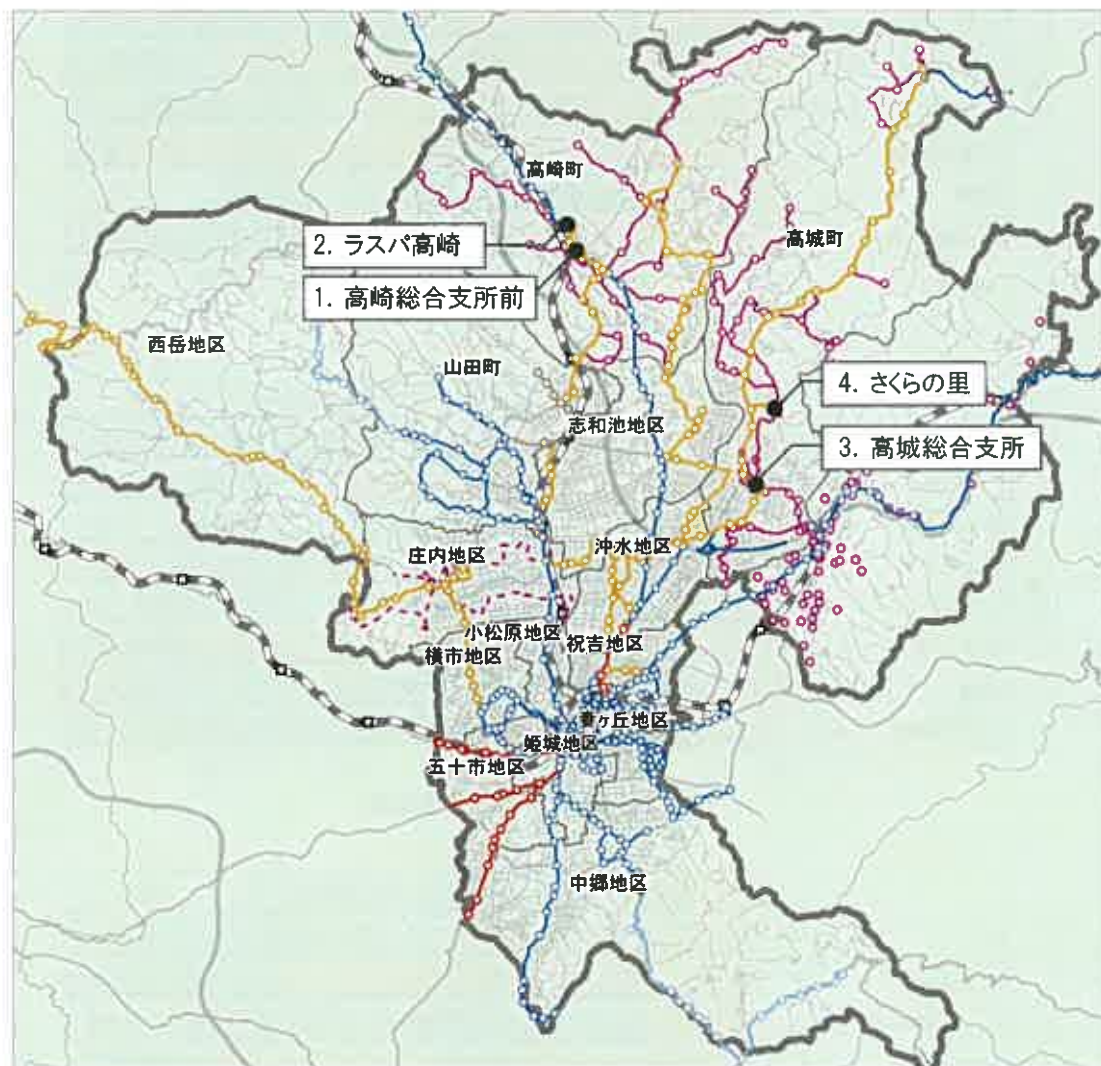 高崎町
2. ラスパ高崎
高城町
1. 高崎総合支所前
西岳地区
山田町
4. さくらの里
志和池地区
3. 高城総合支所
沖水地区
庄内地区
小松原地区
祝吉地区
横市地区
ヶ丘地区
姫城地区
五十市地区
中郷地区